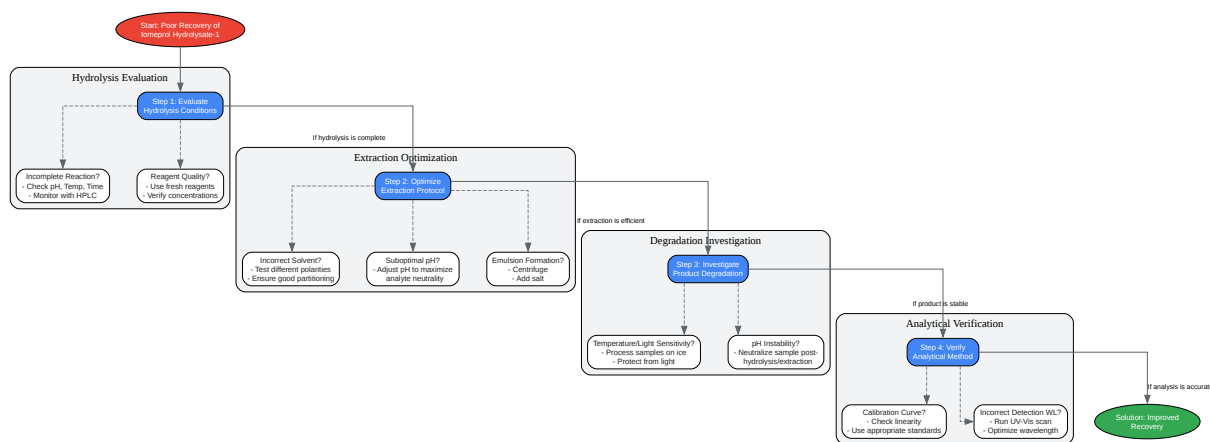 Start: Poor Recovery of
Iomeprol Hydrolysate-1
Hydrolysis Evaluation
Step 1: Evaluate
Hydrolysis Conditions
Incomplete Reaction?
- Check pH, Temp, Time
- Monitor with HPLC
Reagent Quality?
- Use fresh reagents
- Verify concentrations
If hydrolysis is complete
Extraction Optimization
Step 2: Optimize
Extraction Protocol
Incorrect Solvent?
- Test different polarities
- Ensure good partitioning
Suboptimal pH?
- Adjust pH to maximize
analyte neutrality
Emulsion Formation?
- Centrifuge
- Add salt
If extraction is efficient
Degradation Investigation
Step 3: Investigate
Product Degradation
Temperature/Light Sensitivity?
- Process samples on ice
- Protect from light
pH Instability?
- Neutralize sample post-
hydrolysis/extraction
If product is stable
Analytical Verification
Step 4: Verify
Analytical Method
Calibration Curve?
- Check linearity
- Use appropriate standards
Incorrect Detection WL?
- Run UV-Vis scan
- Optimize wavelength
If analysis is accurat
Solution: Improved
Recovery